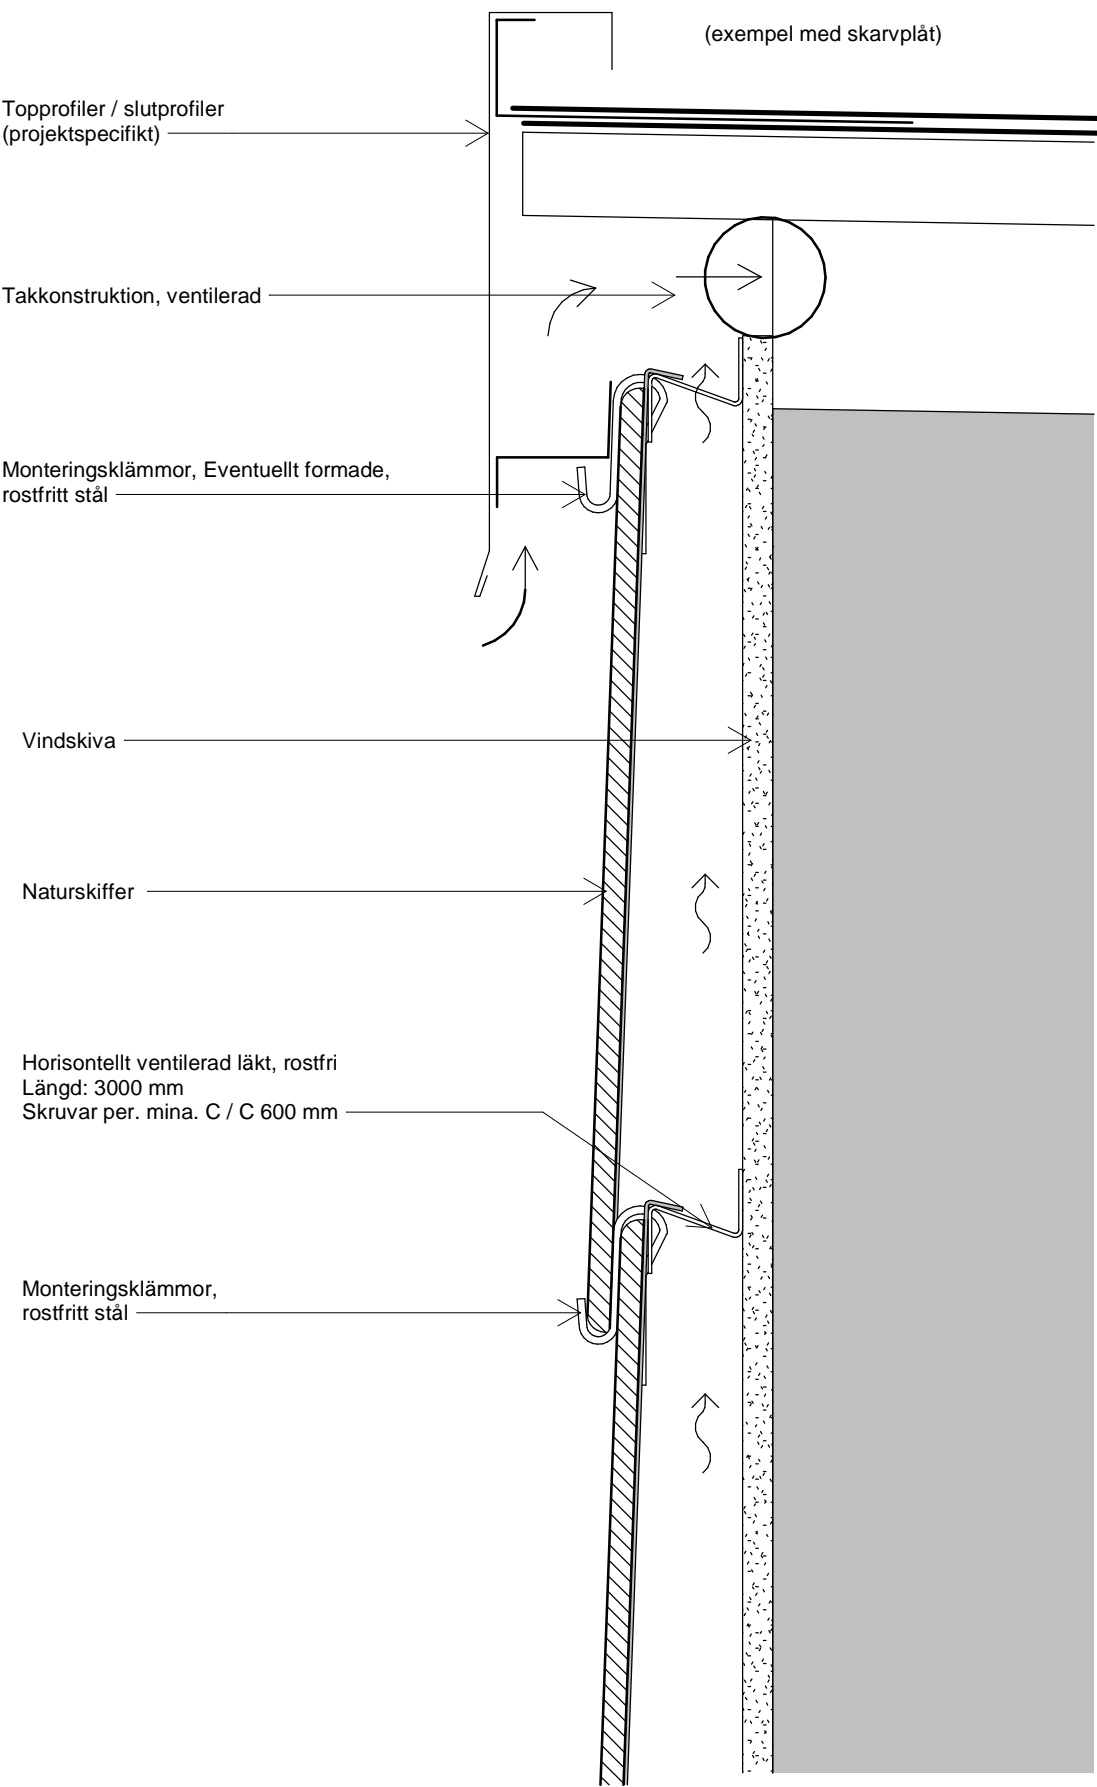 (exempel med skarvplåt)
Topprofiler / slutprofiler
(projektspecifikt)
Takkonstruktion, ventilerad
Monteringsklämmor, Eventuellt formade,
rostfritt stål
Vindskiva
Naturskiffer
Horisontellt ventilerad läkt, rostfri
Längd: 3000 mm
Skruvar per. mina. C / C 600 mm
Monteringsklämmor,
rostfritt stål